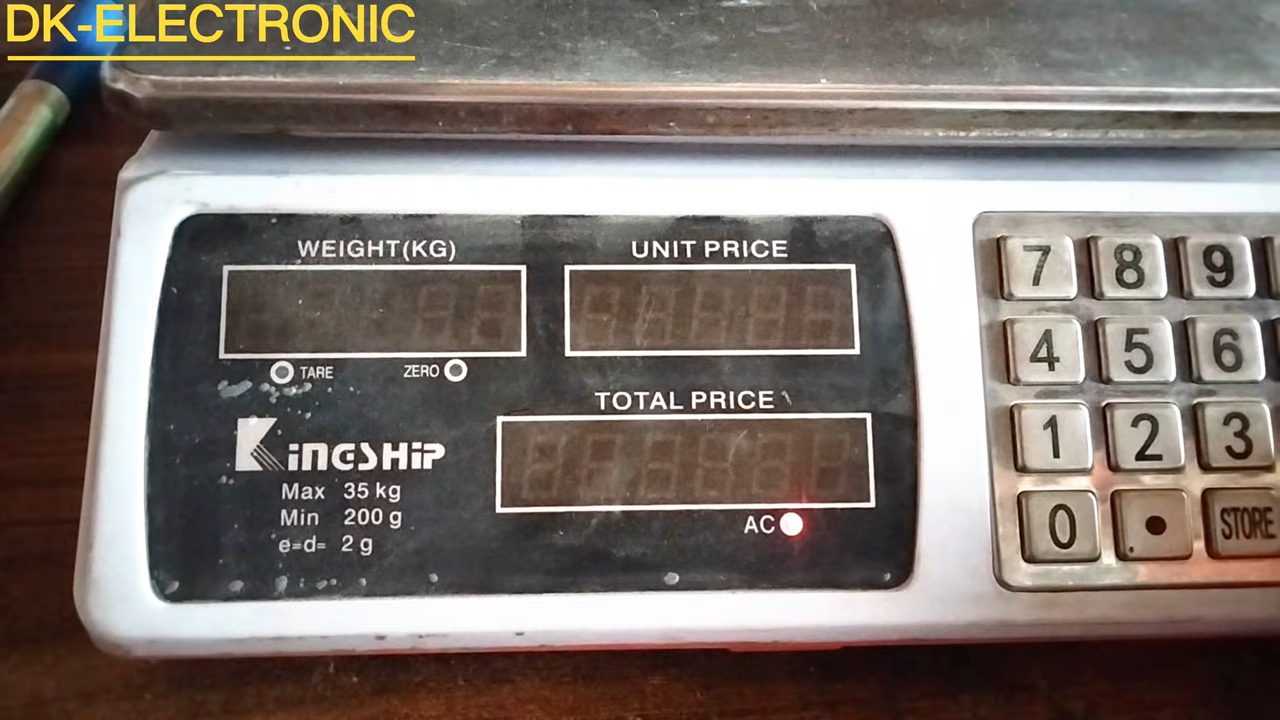 DK-ELECTRONIC
WEIGHT(KG)
UNIT PRICE
TARE
ZERO
TOTAL PRICE
KiNGSHiP
Max 35 kg
Min 200 g
e=d= 2 g
AC
7 8 9
4 5 6
1 2 3
0 • STORE